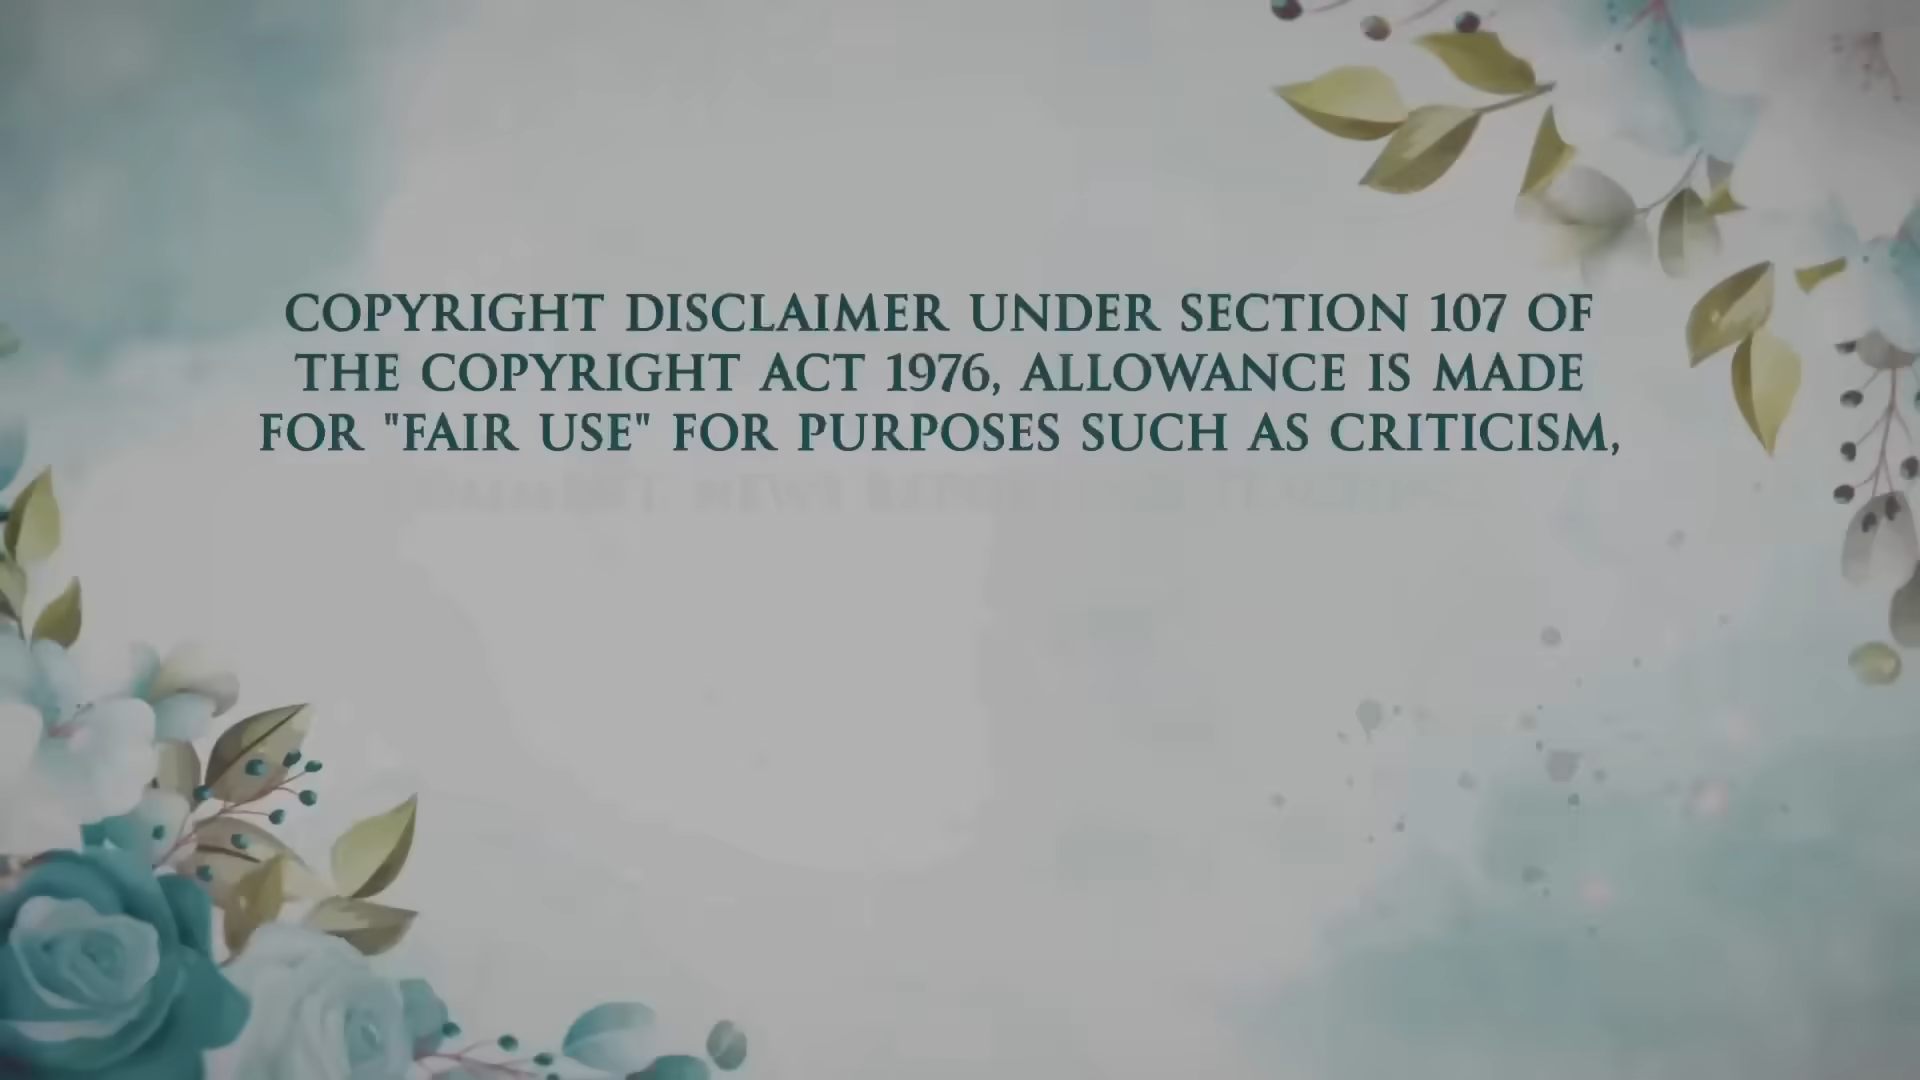 COPYRIGHT DISCLAIMER UNDER SECTION 107 OF
THE COPYRIGHT ACT 1976, ALLOWANCE IS MADE
FOR "FAIR USE" FOR PURPOSES SUCH AS CRITICISM,